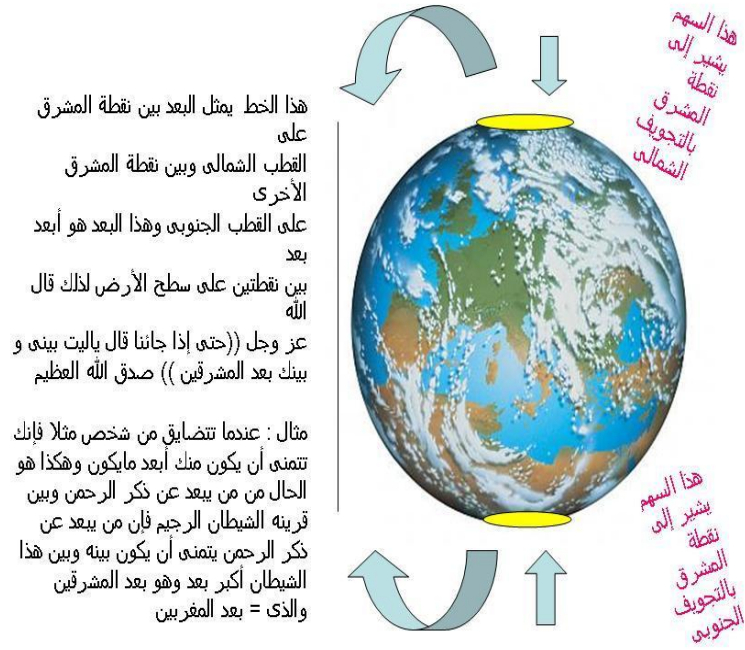 هذا السهم
يشير إلى
نقطة
المشرق
بالتجويف
الشمالى
هذا الخط يمثل البعد بين نقطة المشرق
على
القطب الشمالى وبين نقطة المشرق
الأخرى
على القطب الجنوبى وهذا البعد هو أبعد
بعد
بين نقطتين على سطح الأرض لذلك قال
الله
عز وجل ((حتى إذا جائنا قال ياليت بينى و
بينك بعد المشرقين )) صدق الله العظيم
مثال : عندما تتضايق من شخص مثلا فإنك
تتمنى أن يكون منك أبعد مايكون وهكذا هو
الحال من من يبعد عن ذكر الرحمن وبين
قرينه الشيطان الرجيم فإن من يبعد عن
ذكر الرحمن يتمنى أن يكون بينه وبين هذا
الشيطان أكبر بعد وهو بعد المشرقين
والذى = بعد المغربين
هذا السهم
يشير إلى
نقطة
المشرق
بالتجويف
الجنوبى